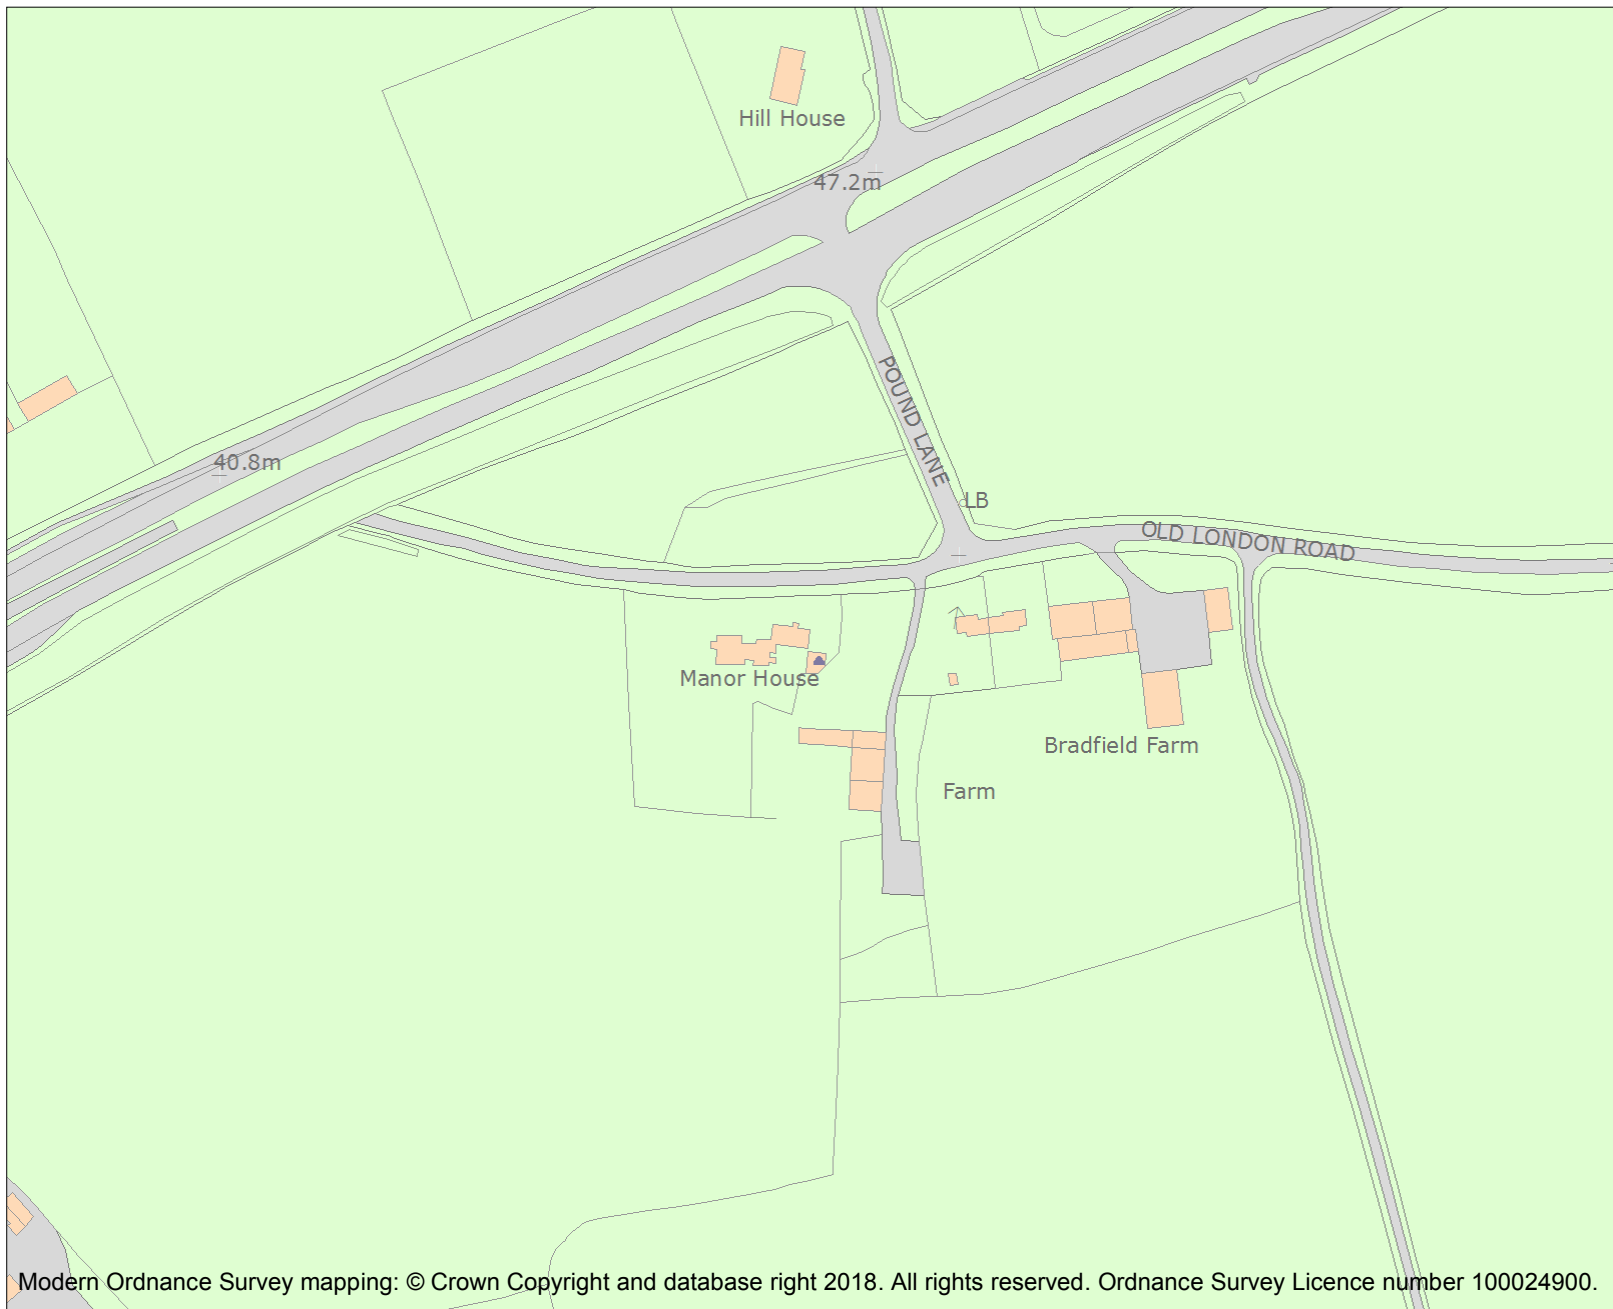 Hill House
47.2m
POUND LANE
40.8m
LB
OLD LONDON ROAD
Manor House
Bradfield Farm
Farm
Modern Ordnance Survey mapping: © Crown Copyright and database right 2018. All rights reserved. Ordnance Survey Licence number 100024900.